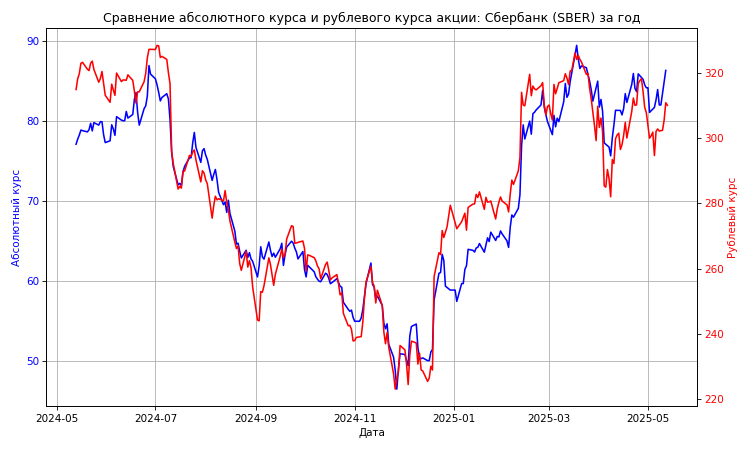 Сравнение абсолютного курса и рублевого курса акции: Сбербанк (SBER) за год
90
80
70
60
50
Абсолютный курс
320
300
280
260
240
220
Рублевый курс
2024-05 2024-07 2024-09 2024-11 2025-01 2025-03 2025-05
Дата